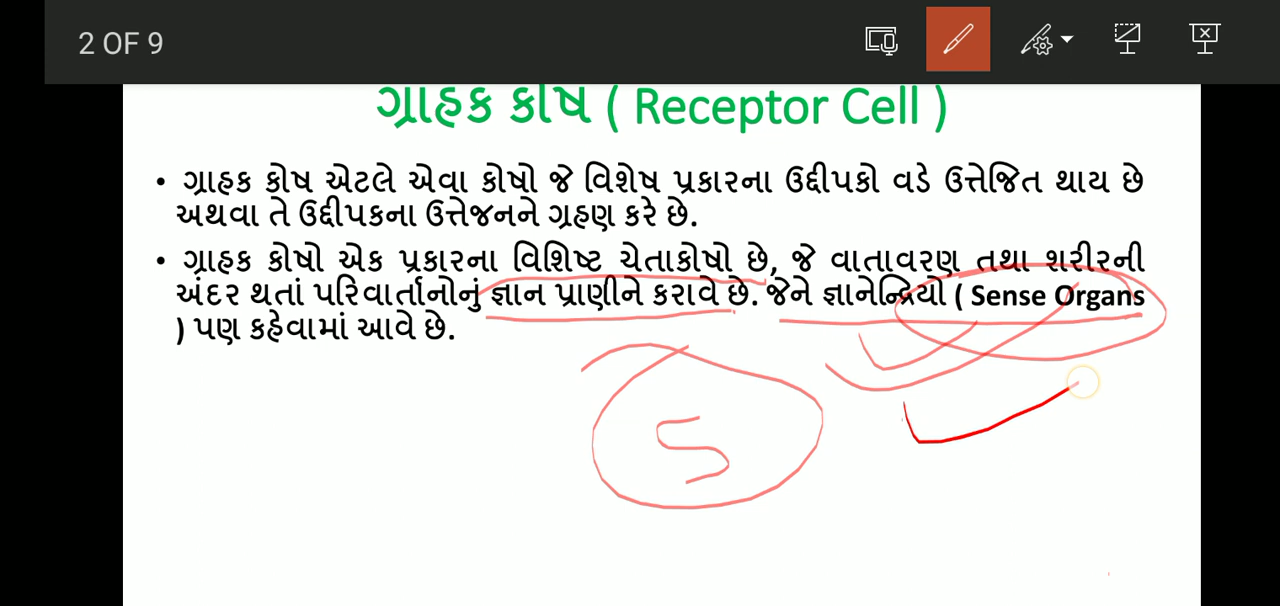 2 OF 9
ગ્રાહક કોષ ( Receptor Cell )
• ગ્રાહક કોષ એટલે એવા કોષો જે વિશેષ પ્રકારના ઉદ્દીપકો વડે ઉત્તેજિત થાય છે
અથવા તે ઉદ્દીપકના ઉત્તેજનને ગ્રહણ કરે છે.
• ગ્રાહક કોષો એક પ્રકારના વિશિષ્ટ ચેતાકોષો છે, જે વાતાવરણ તથા શરીરની
અંદર થતાં પરિવાર્તાનોનું જ્ઞાન પ્રાણીને કરાવે છે. જેને જ્ઞાનેન્દ્રિયો ( Sense Organs
) પણ કહેવામાં આવે છે.
5